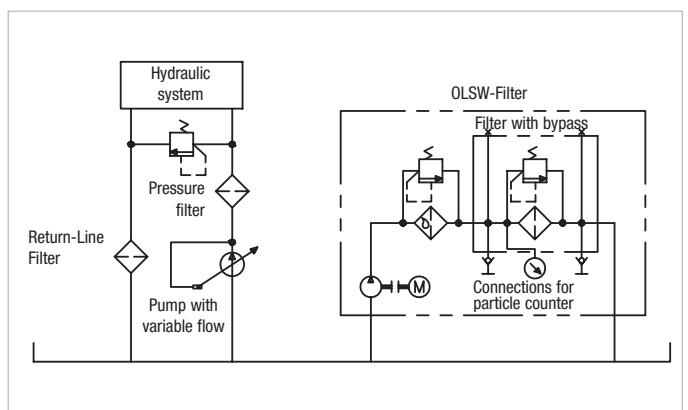 Hydraulic
system
Pressure
filter
Return-Line
Filter
Pump with
variable flow
OLSW-Filter
Filter with bypass
M
Connections for
particle counter